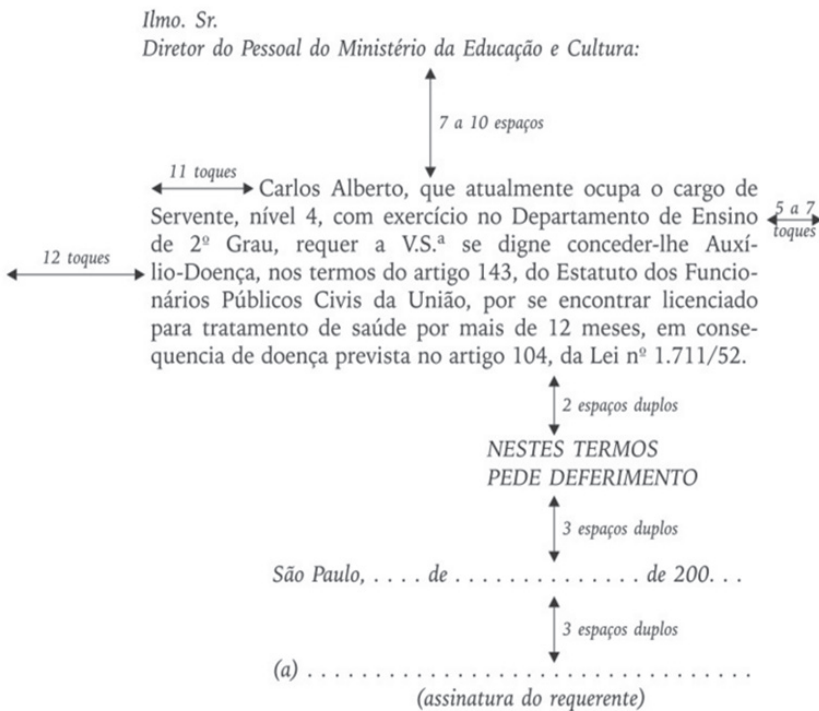 Ilmo. Sr.
Diretor do Pessoal do Ministério da Educação e Cultura:
7 a 10 espaços
11 toques
Carlos Alberto, que atualmente ocupa o cargo de
Servente, nível 4, com exercício no Departamento de Ensino
5 a 7
toques
de 2º Grau, requer a V.S.ª se digne conceder-lhe Auxí-
12 toques
lio-Doença, nos termos do artigo 143, do Estatuto dos Funcio-
nários Públicos Civis da União, por se encontrar licenciado
para tratamento de saúde por mais de 12 meses, em conse-
quencia de doença prevista no artigo 104, da Lei nº 1.711/52.
2 espaços duplos
NESTES TERMOS
PEDE DEFERIMENTO
3 espaços duplos
São Paulo, . . . . de . . . . . . . . . . . . . . de 200. . .
3 espaços duplos
(a) . . . . . . . . . . . . . . . . . . . . . . . . . . . . . . . . .
(assinatura do requerente)